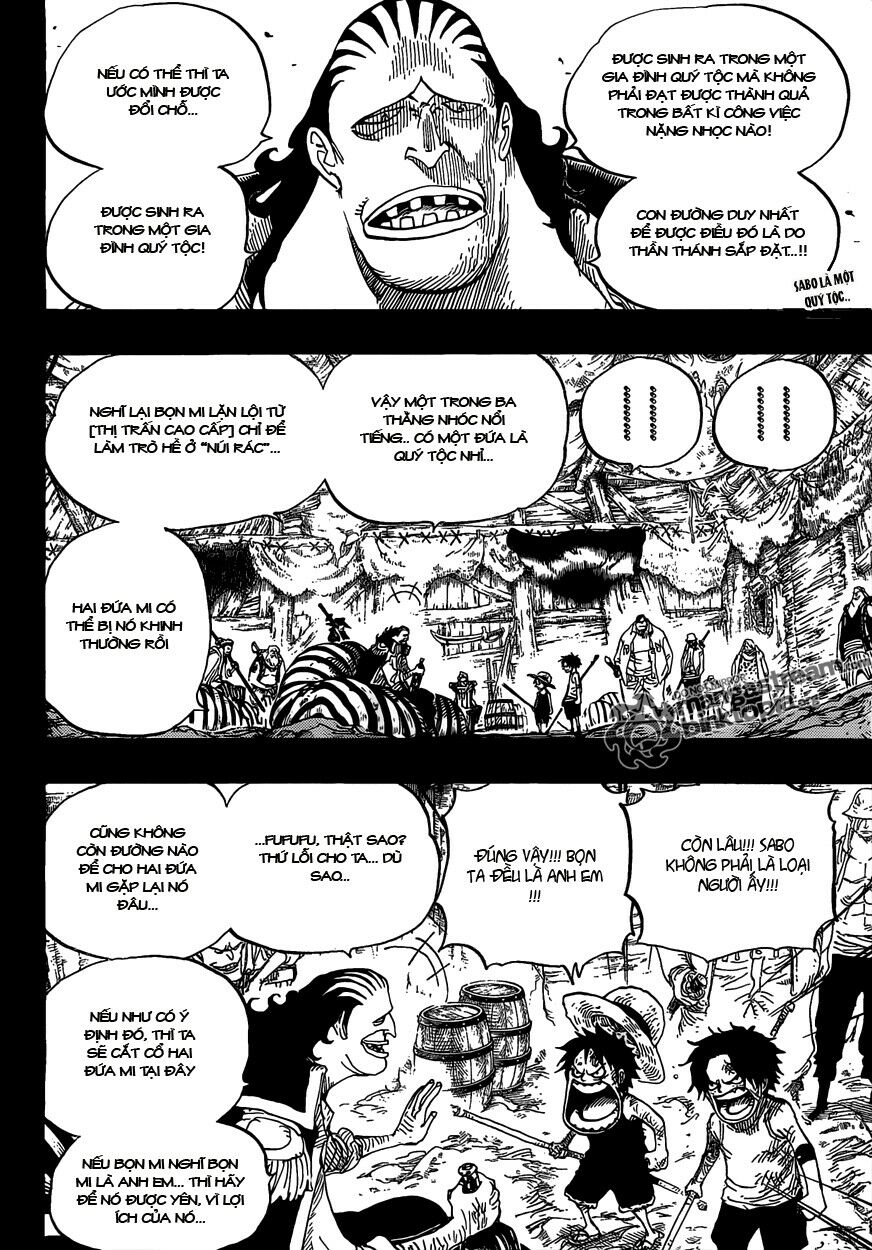 ĐƯỢC SINH RA TRONG MỘT
GIA ĐÌNH QUÝ TỘC MÀ KHÔNG
PHẢI ĐẠT ĐƯỢC THÀNH QUẢ
TRONG BẤT KÌ CÔNG VIỆC
NẶNG NHỌC NÀO!
CON ĐƯỜNG DUY NHẤT
ĐỂ ĐƯỢC ĐIỀU ĐÓ LÀ DO
THẦN THÁNH SẮP ĐẶT...!!
SABO LÀ MỘT
QUÝ TỘC..
NẾU CÓ THỂ THÌ TA
ƯỚC MÌNH ĐƯỢC
ĐỔI CHỖ...
ĐƯỢC SINH RA
TRONG MỘT GIA
ĐÌNH QUÝ TỘC!
VẬY MỘT TRONG BA
THẰNG NHÓC NỔI
TIẾNG.. CÓ MỘT ĐỨA LÀ
QUÝ TỘC NHỈ...
NGHĨ LẠI BỌN MI LẶN LỘI TỪ
[THỊ TRẤN CAO CẤP] CHỈ ĐỂ
LÀM TRÒ HỀ Ở “NÚI RÁC”...
HAI ĐỨA MI CÓ
THỂ BỊ NÓ KHINH
THƯỜNG RỒI
mangastream
CÒN LÂU!!! SABO
KHÔNG PHẢI LÀ LOẠI
NGƯỜI ẤY!!!
ĐÚNG VẬY!!! BỌN
TA ĐỀU LÀ ANH EM
!!!
...FUFUFU, THẬT SAO?
THỨ LỖI CHO TA... DÙ
SAO...
CŨNG KHÔNG
CÒN ĐƯỜNG NÀO
ĐỂ CHO HAI ĐỨA
MI GẶP LẠI NÓ
ĐÂU...
NẾU NHƯ CÓ Ý
ĐỊNH ĐÓ, THÌ TA
SẼ CẮT CỔ HAI
ĐỨA MI TẠI ĐÂY
NẾU BỌN MI NGHĨ BỌN
MI LÀ ANH EM... THÌ HÃY
ĐỂ NÓ ĐƯỢC YÊN, VÌ LỢI
ÍCH CỦA NÓ...